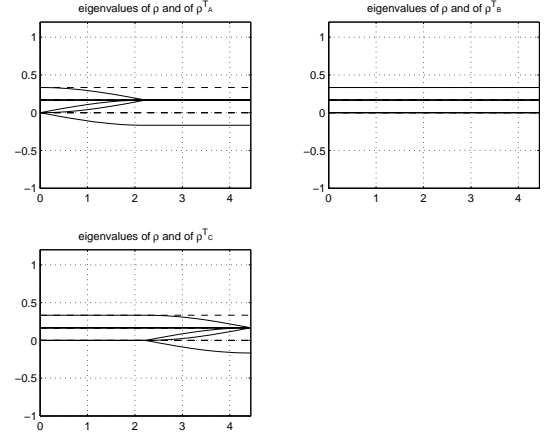 eigenvalues of ρ and of ρ^T_A
eigenvalues of ρ and of ρ^T_B
1
0.5
0
−0.5
−1
0 1 2 3 4
1
0.5
0
−0.5
−1
0 1 2 3 4
eigenvalues of ρ and of ρ^T_C
1
0.5
0
−0.5
−1
0 1 2 3 4